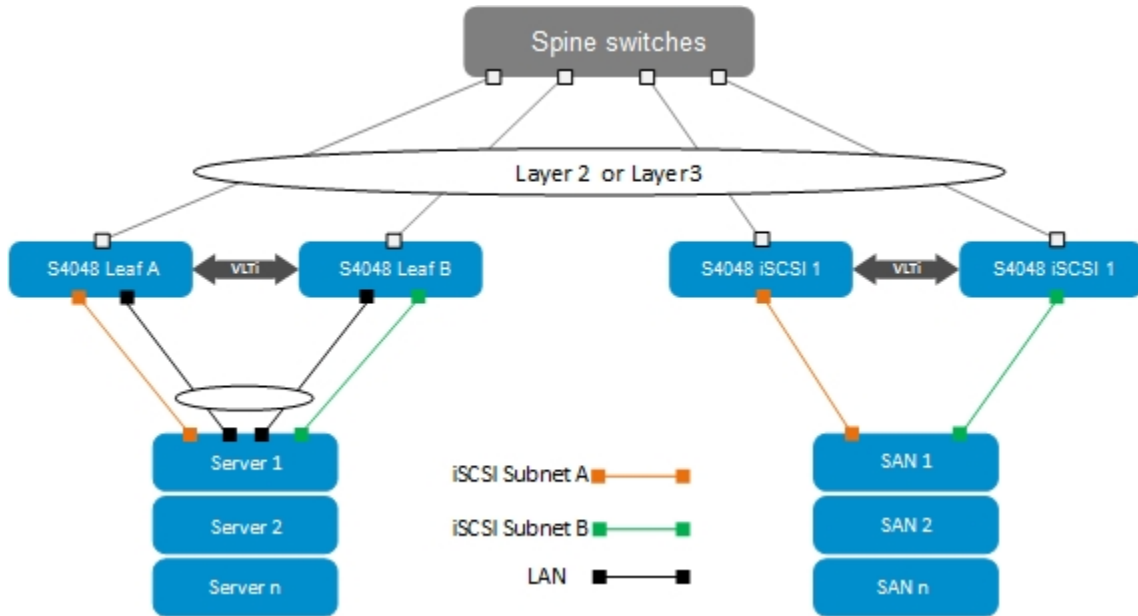 Spine switches
Layer 2 or Layer3
S4048 Leaf A
VLTi
S4048 Leaf B
S4048 iSCSI 1
VLTi
S4048 iSCSI 1
Server 1
Server 2
Server n
iSCSI Subnet A
iSCSI Subnet B
LAN
SAN 1
SAN 2
SAN n